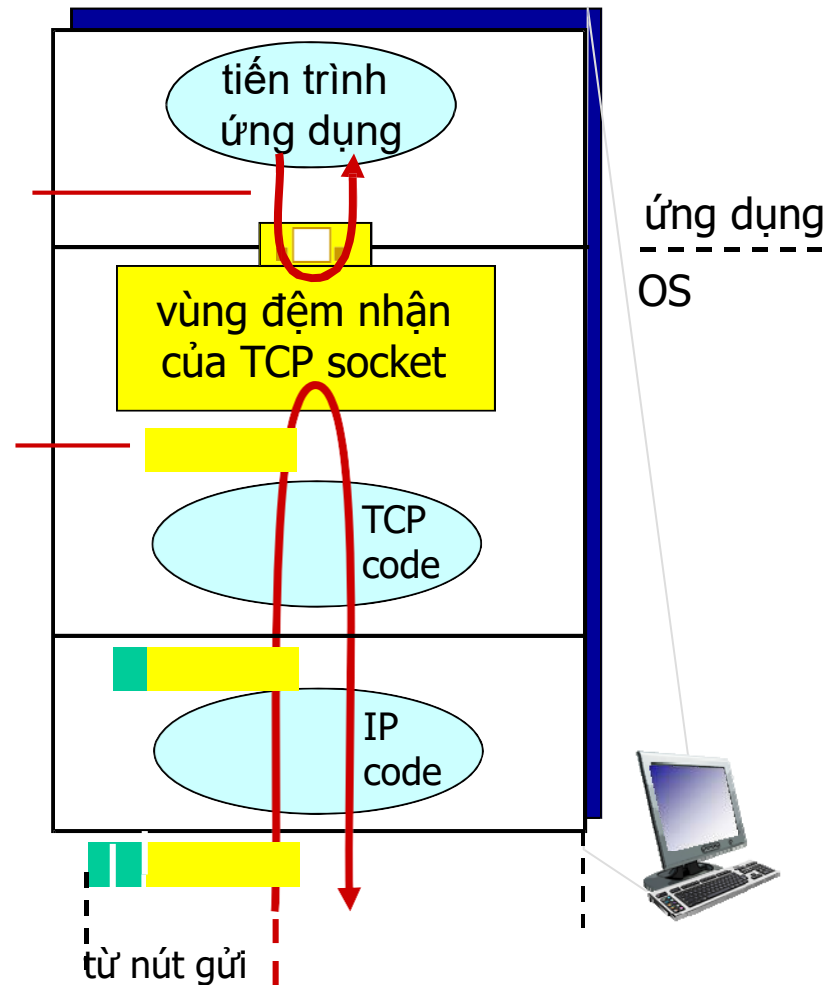 tiến trình
ứng dụng
ứng dụng
OS
vùng đệm nhận
của TCP socket
TCP
code
IP
code
từ nút gửi